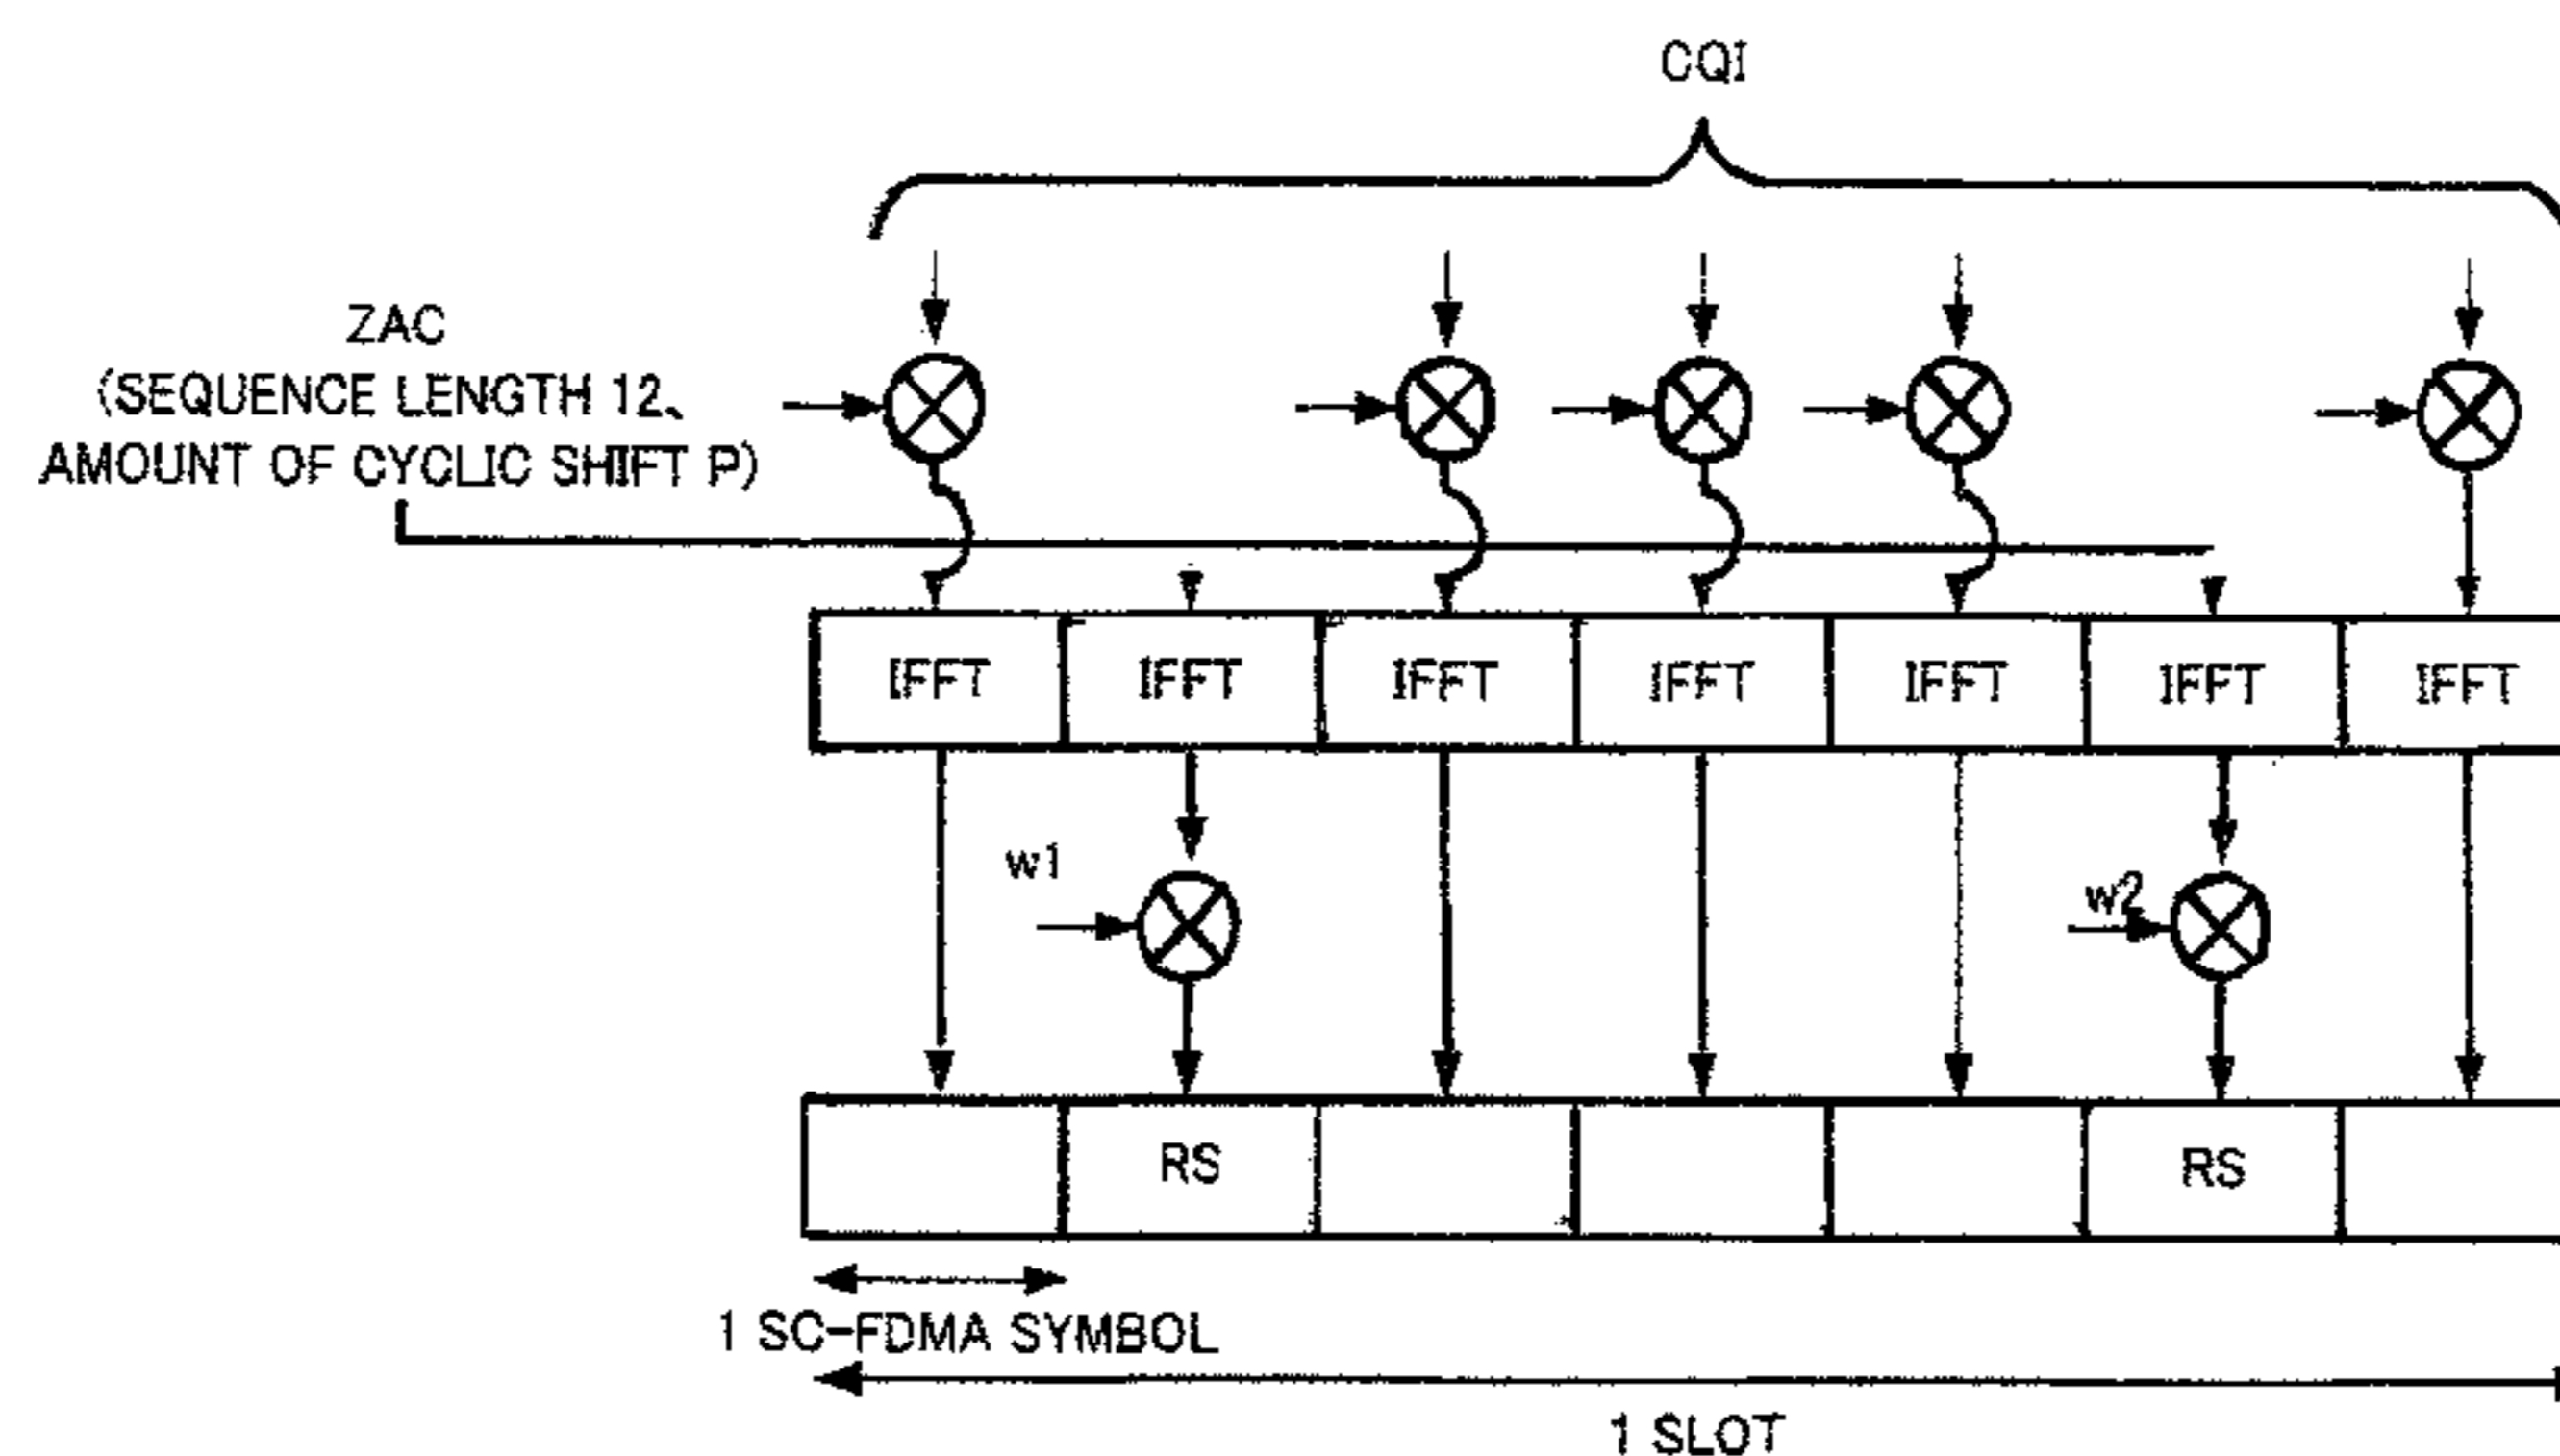 CQI
ZAC
(SEQUENCE LENGTH 12、
AMOUNT OF CYCLIC SHIFT P)
IFFT IFFT IFFT IFFT IFFT IFFT IFFT
w1
w2
RS RS
1 SC-FDMA SYMBOL
1 SLOT